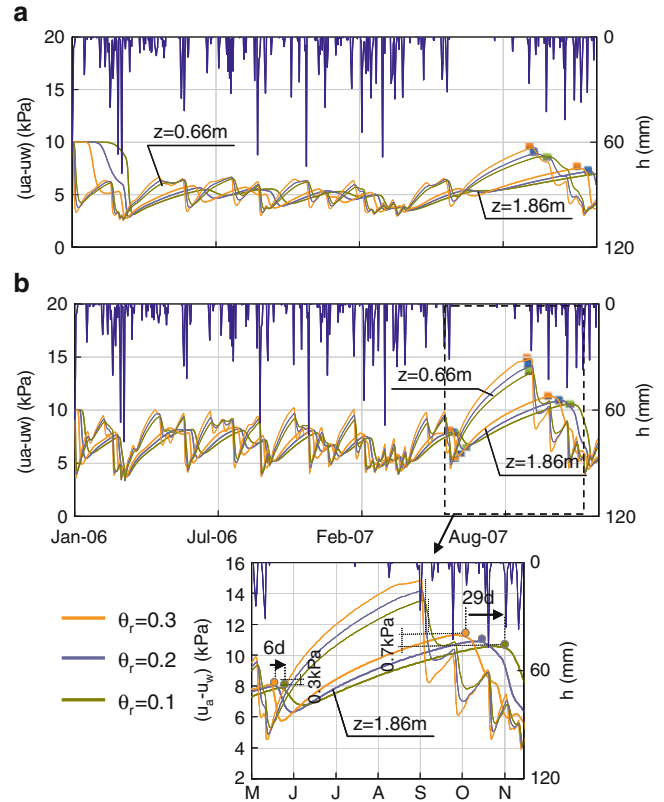 a
20
15
10
5
0
(ua-uw) (kPa)
z=0.66m
z=1.86m
0
60
120
h (mm)
b
20
15
10
5
0
(ua-uw) (kPa)
z=0.66m
z=1.86m
0
60
120
h (mm)
Jan-06 Jul-06 Feb-07 Aug-07
θr=0.3
θr=0.2
θr=0.1
16
14
12
10
8
6
4
2
(ua-uw) (kPa)
6d
0.3kPa
0.7kPa
29d
z=1.86m
0
60
120
h (mm)
M J J A S O N